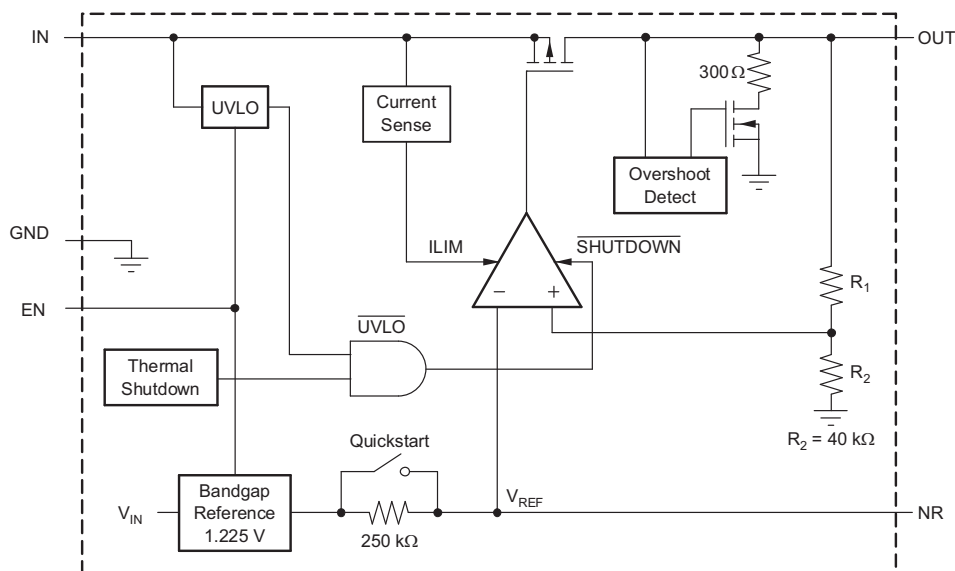 IN
OUT
300Ω
UVLO
Current
Sense
Overshoot
Detect
GND
ILIM
SHUTDOWN
− +
R1
EN
UVLO
Thermal
Shutdown
R2
R2 = 40 kΩ
Quickstart
VIN
Bandgap
Reference
1.225 V
250 kΩ
VREF
NR